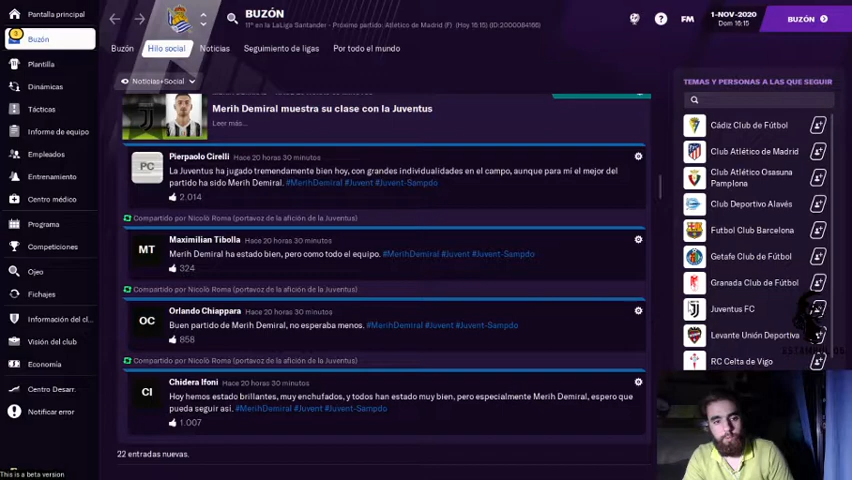 Pantalla principal
BUZÓN
11º en la LaLiga Santander - Próximo partido: Atlético de Madrid (F) (Hoy 18:15) (ID:2000084166)
FM
1-NOV-2020
Dom 16:15
BUZÓN
3
Buzón
Buzón Hilo social Noticias Seguimiento de ligas Por todo el mundo
Plantilla
Dinámicas
Tácticas
Informe de equipo
Empleados
Entrenamiento
Centro médico
Programa
Competiciones
Ojeo
Fichajes
Información del cl...
Visión del club
Economía
Centro Desarr.
Notificar error
This is a beta version
Noticias+Social
Merih Demiral muestra su clase con la Juventus
Leer más...
PC
Pierpaolo Cirelli Hace 20 horas 30 minutos
La Juventus ha jugado tremendamente bien hoy, con grandes individualidades en el campo, aunque para mí el mejor del
partido ha sido Merih Demiral. #MerihDemiral #Juvent #Juvent-Sampdo
2.014
Compartido por Nicolò Roma (portavoz de la afición de la Juventus)
MT
Maximilian Tibolla Hace 20 horas 30 minutos
Merih Demiral ha estado bien, pero como todo el equipo. #MerihDemiral #Juvent #Juvent-Sampdo
324
Compartido por Nicolò Roma (portavoz de la afición de la Juventus)
OC
Orlando Chiappara Hace 20 horas 30 minutos
Buen partido de Merih Demiral, no esperaba menos. #MerihDemiral #Juvent #Juvent-Sampdo
858
Compartido por Nicolò Roma (portavoz de la afición de la Juventus)
CI
Chidera Ifoni Hace 20 horas 30 minutos
Hoy hemos estado brillantes, muy enchufados, y todos han estado muy bien, pero especialmente Merih Demiral, espero que
pueda seguir así. #MerihDemiral #Juvent #Juvent-Sampdo
1.007
22 entradas nuevas.
TEMAS Y PERSONAS A LAS QUE SEGUIR
Cádiz Club de Fútbol
Club Atlético de Madrid
Club Atlético Osasuna
Pamplona
Club Deportivo Alavés
Futbol Club Barcelona
Getafe Club de Fútbol
Granada Club de Fútbol
Juventus FC
Levante Unión Deportiva
RC Celta de Vigo